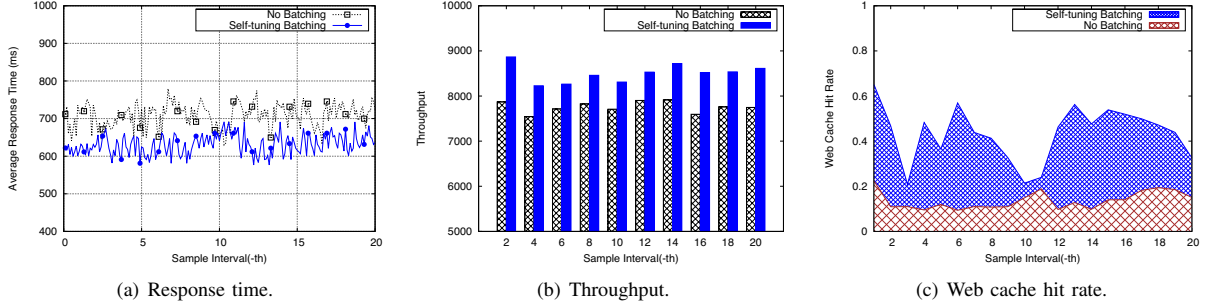 1000
900
800
700
600
500
400
Average Response Time (ms)
No Batching
Self-tuning Batching
0
5
10
15
20
Sample Interval(-th)
(a) Response time.
10000
9000
8000
7000
6000
5000
Throughput
No Batching
Self-tuning Batching
2 4 6 8 10 12 14 16 18 20
Sample Interval(-th)
(b) Throughput.
1
0.8
0.6
0.4
0.2
0
Web Cache Hit Rate
Self-tuning Batching
No Batching
2 4 6 8 10 12 14 16 18 20
Sample Interval(-th)
(c) Web cache hit rate.